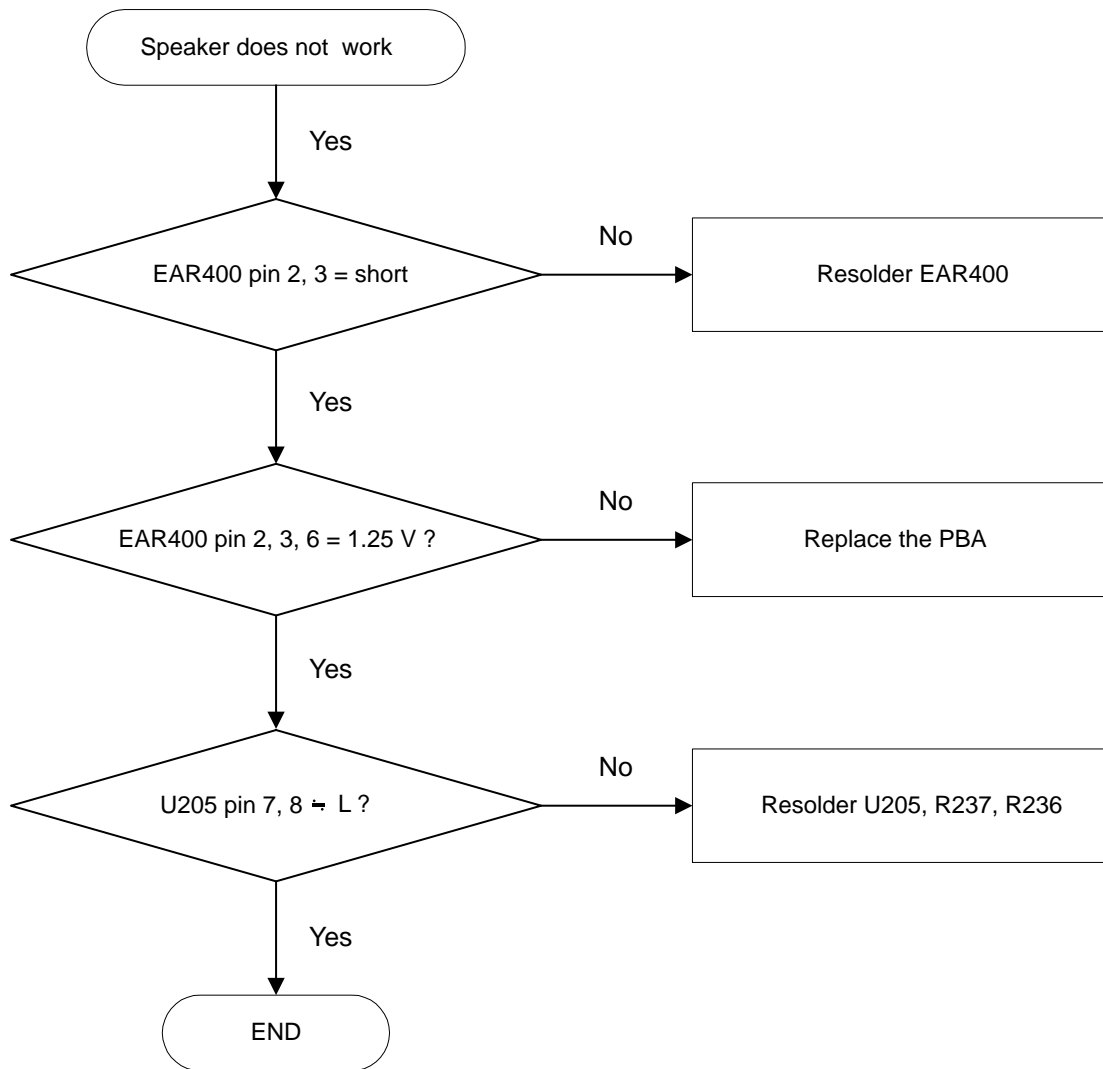 Speaker does not work
Yes
EAR400 pin 2, 3 = short
No
Resolder EAR400
Yes
EAR400 pin 2, 3, 6 = 1.25 V ?
No
Replace the PBA
Yes
U205 pin 7, 8 ≒ L ?
No
Resolder U205, R237, R236
Yes
END